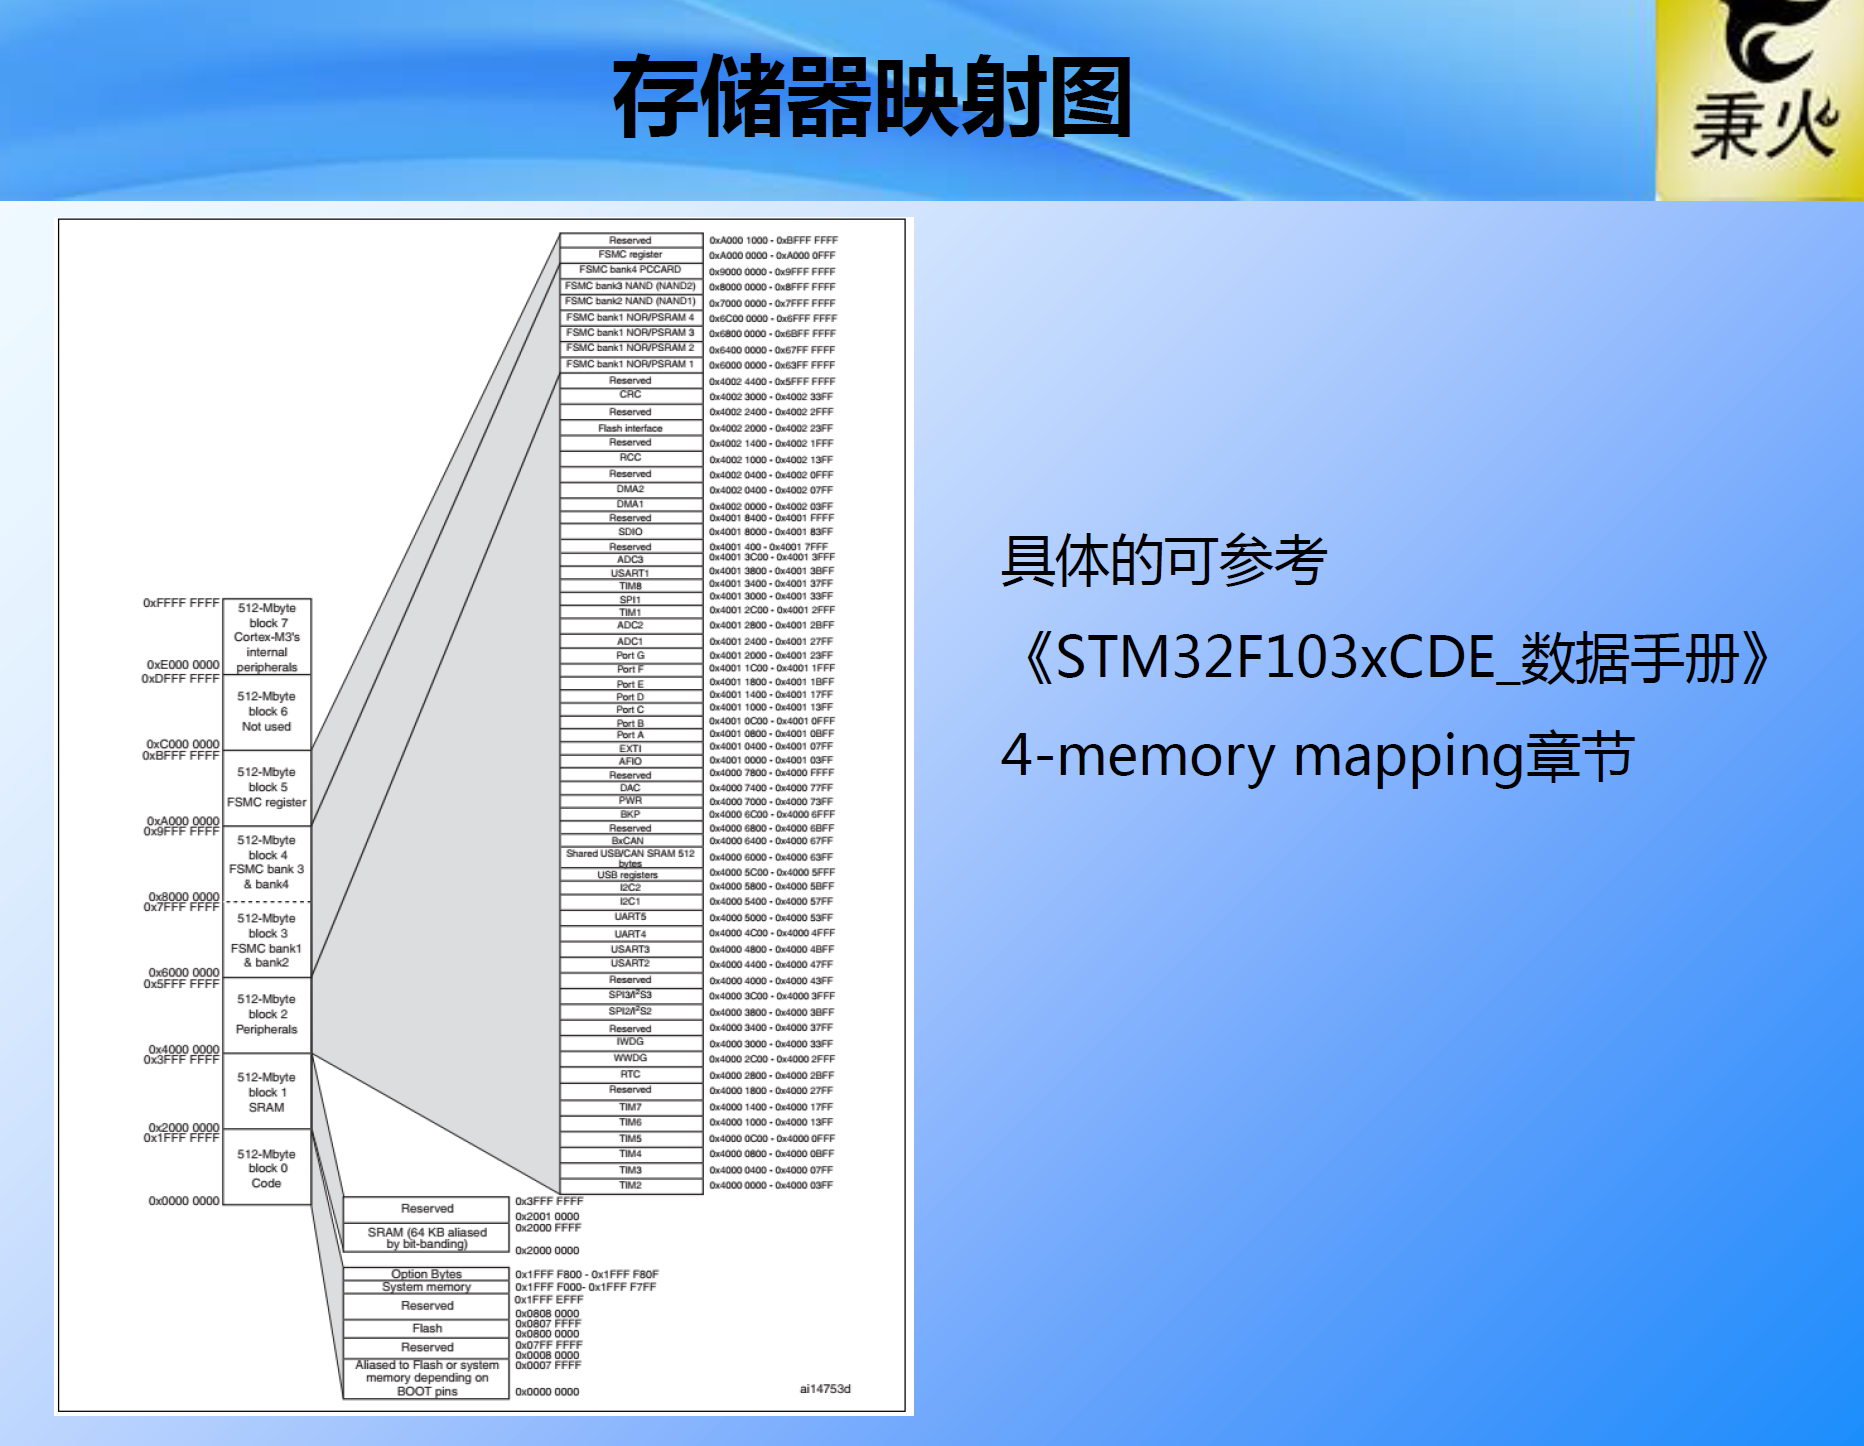 存储器映射图
秉火
Reserved 0xA000 1000 - 0xBFFF FFFF
FSMC register 0xA000 0000 - 0xA000 0FFF
FSMC bank4 PCCARD 0x9000 0000 - 0x9FFF FFFF
FSMC bank3 NAND (NAND2) 0x8000 0000 - 0x8FFF FFFF
FSMC bank2 NAND (NAND1) 0x7000 0000 - 0x7FFF FFFF
FSMC bank1 NOR/PSRAM 4 0x6C00 0000 - 0x6FFF FFFF
FSMC bank1 NOR/PSRAM 3 0x6800 0000 - 0x6BFF FFFF
FSMC bank1 NOR/PSRAM 2 0x6400 0000 - 0x67FF FFFF
FSMC bank1 NOR/PSRAM 1 0x6000 0000 - 0x63FF FFFF
Reserved 0x4002 4400 - 0x5FFF FFFF
CRC 0x4002 3000 - 0x4002 33FF
Reserved 0x4002 2400 - 0x4002 2FFF
Flash interface 0x4002 2000 - 0x4002 23FF
Reserved 0x4002 1400 - 0x4002 1FFF
RCC 0x4002 1000 - 0x4002 13FF
Reserved 0x4002 0400 - 0x4002 0FFF
DMA2 0x4002 0400 - 0x4002 07FF
DMA1 0x4002 0000 - 0x4002 03FF
Reserved 0x4001 8400 - 0x4001 FFFF
SDIO 0x4001 8000 - 0x4001 83FF
Reserved 0x4001 400 - 0x4001 7FFF
ADC3 0x4001 3C00 - 0x4001 3FFF
USART1 0x4001 3800 - 0x4001 3BFF
TIM8 0x4001 3400 - 0x4001 37FF
SPI1 0x4001 3000 - 0x4001 33FF
TIM1 0x4001 2C00 - 0x4001 2FFF
ADC2 0x4001 2800 - 0x4001 2BFF
ADC1 0x4001 2400 - 0x4001 27FF
Port G 0x4001 2000 - 0x4001 23FF
Port F 0x4001 1C00 - 0x4001 1FFF
Port E 0x4001 1800 - 0x4001 1BFF
Port D 0x4001 1400 - 0x4001 17FF
Port C 0x4001 1000 - 0x4001 13FF
Port B 0x4001 0C00 - 0x4001 0FFF
Port A 0x4001 0800 - 0x4001 0BFF
EXTI 0x4001 0400 - 0x4001 07FF
AFIO 0x4001 0000 - 0x4001 03FF
Reserved 0x4000 7800 - 0x4000 FFFF
DAC 0x4000 7400 - 0x4000 77FF
PWR 0x4000 7000 - 0x4000 73FF
BKP 0x4000 6C00 - 0x4000 6FFF
Reserved 0x4000 6800 - 0x4000 6BFF
BxCAN 0x4000 6400 - 0x4000 67FF
Shared USB/CAN SRAM 512
bytes 0x4000 6000 - 0x4000 63FF
USB registers 0x4000 5C00 - 0x4000 5FFF
I2C2 0x4000 5800 - 0x4000 5BFF
I2C1 0x4000 5400 - 0x4000 57FF
UART5 0x4000 5000 - 0x4000 53FF
UART4 0x4000 4C00 - 0x4000 4FFF
USART3 0x4000 4800 - 0x4000 4BFF
USART2 0x4000 4400 - 0x4000 47FF
Reserved 0x4000 4000 - 0x4000 43FF
SPI3/I²S3 0x4000 3C00 - 0x4000 3FFF
SPI2/I²S2 0x4000 3800 - 0x4000 3BFF
Reserved 0x4000 3400 - 0x4000 37FF
IWDG 0x4000 3000 - 0x4000 33FF
WWDG 0x4000 2C00 - 0x4000 2FFF
RTC 0x4000 2800 - 0x4000 2BFF
Reserved 0x4000 1800 - 0x4000 27FF
TIM7 0x4000 1400 - 0x4000 17FF
TIM6 0x4000 1000 - 0x4000 13FF
TIM5 0x4000 0C00 - 0x4000 0FFF
TIM4 0x4000 0800 - 0x4000 0BFF
TIM3 0x4000 0400 - 0x4000 07FF
TIM2 0x4000 0000 - 0x4000 03FF
0xFFFF FFFF
512-Mbyte
block 7
Cortex-M3's
internal
peripherals
0xE000 0000
0xDFFF FFFF
512-Mbyte
block 6
Not used
0xC000 0000
0xBFFF FFFF
512-Mbyte
block 5
FSMC register
0xA000 0000
0x9FFF FFFF
512-Mbyte
block 4
FSMC bank 3
& bank4
0x8000 0000
0x7FFF FFFF
512-Mbyte
block 3
FSMC bank1
& bank2
0x6000 0000
0x5FFF FFFF
512-Mbyte
block 2
Peripherals
0x4000 0000
0x3FFF FFFF
512-Mbyte
block 1
SRAM
0x2000 0000
0x1FFF FFFF
512-Mbyte
block 0
Code
0x0000 0000
0x3FFF FFFF
Reserved
0x2001 0000
0x2000 FFFF
SRAM (64 KB aliased
by bit-banding)
0x2000 0000
Option Bytes 0x1FFF F800 - 0x1FFF F80F
System memory 0x1FFF F000- 0x1FFF F7FF
0x1FFF EFFF
Reserved
0x0808 0000
0x0807 FFFF
Flash
0x0800 0000
0x07FF FFFF
Reserved
0x0008 0000
0x0007 FFFF
Aliased to Flash or system
memory depending on
BOOT pins
0x0000 0000
ai14753d
具体的可参考
《STM32F103xCDE_数据手册》
4-memory mapping章节